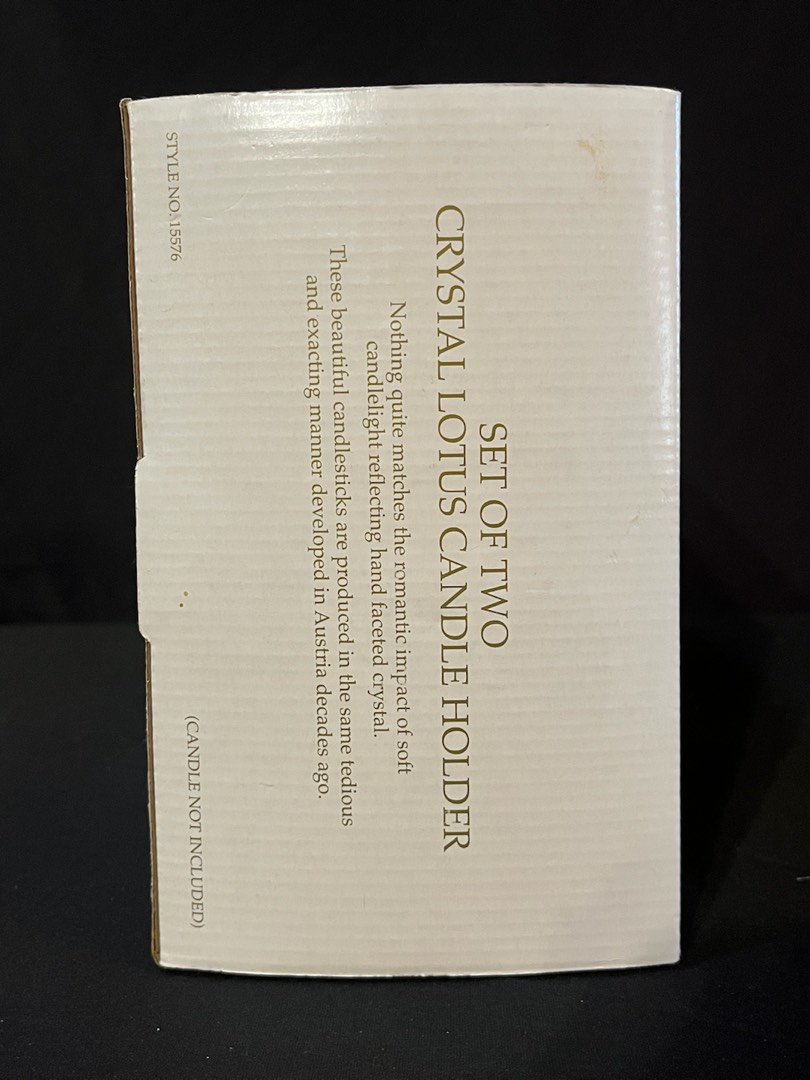 SET OF TWO
CRYSTAL LOTUS CANDLE HOLDER
Nothing quite matches the romantic impact of soft
candlelight reflecting hand faceted crystal.
These beautiful candlesticks are produced in the same tedious
and exacting manner developed in Austria decades ago.
STYLE NO. 15576
(CANDLE NOT INCLUDED)